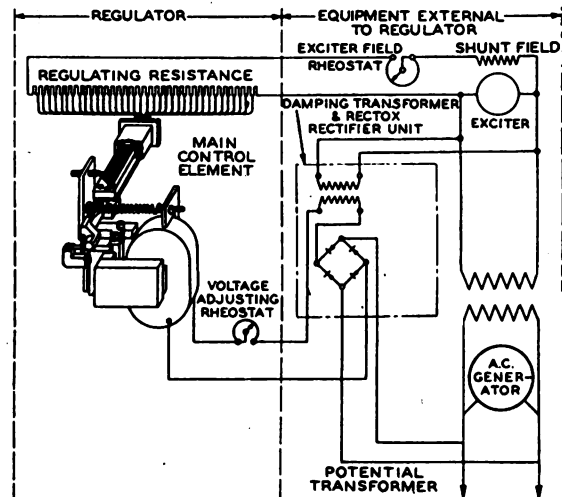 REGULATOR
EQUIPMENT EXTERNAL
TO REGULATOR
EXCITER FIELD
RHEOSTAT
SHUNT FIELD
REGULATING RESISTANCE
EXCITER
DAMPING TRANSFORMER
& RECTOX
RECTIFIER UNIT
MAIN
CONTROL
ELEMENT
VOLTAGE
ADJUSTING
RHEOSTAT
A.C.
GENER-
ATOR
POTENTIAL
TRANSFORMER